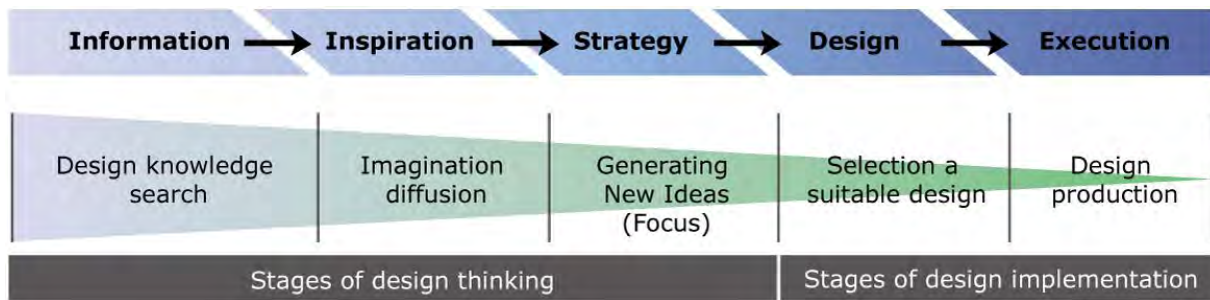 Information Inspiration Strategy Design Execution
Design knowledge
search
Imagination
diffusion
Generating
New Ideas
(Focus)
Selection a
suitable design
Design
production
Stages of design thinking
Stages of design implementation